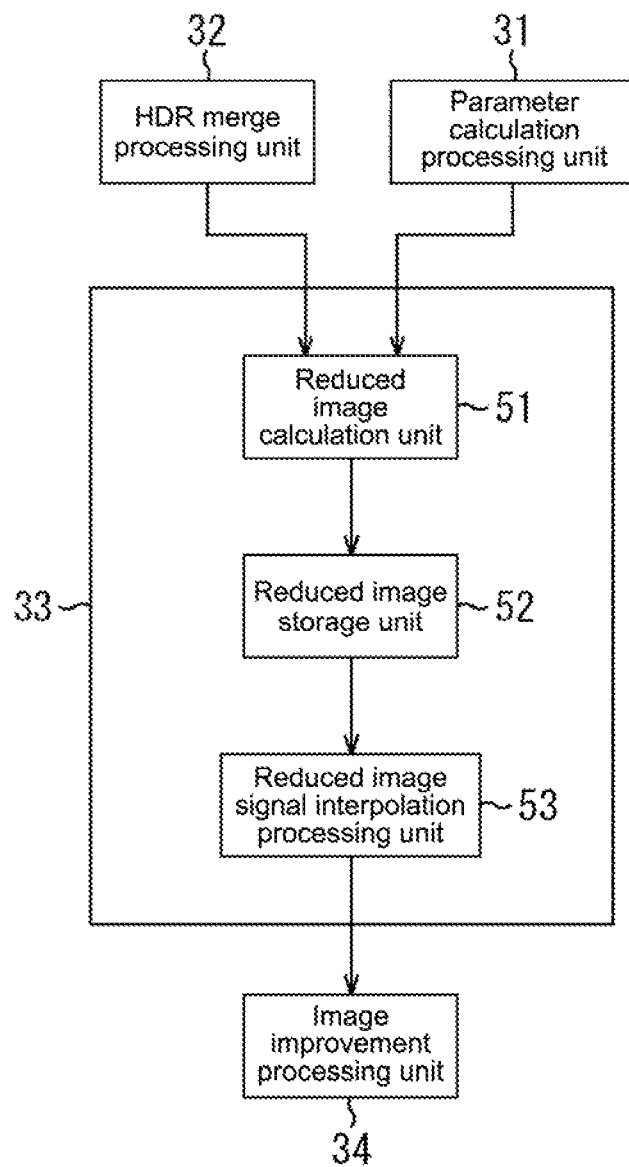 32
31
HDR merge
processing unit
Parameter
calculation
processing unit
Reduced
image
calculation unit
51
33
Reduced image
storage unit
52
Reduced image
signal interpolation
processing unit
53
Image
improvement
processing unit
34